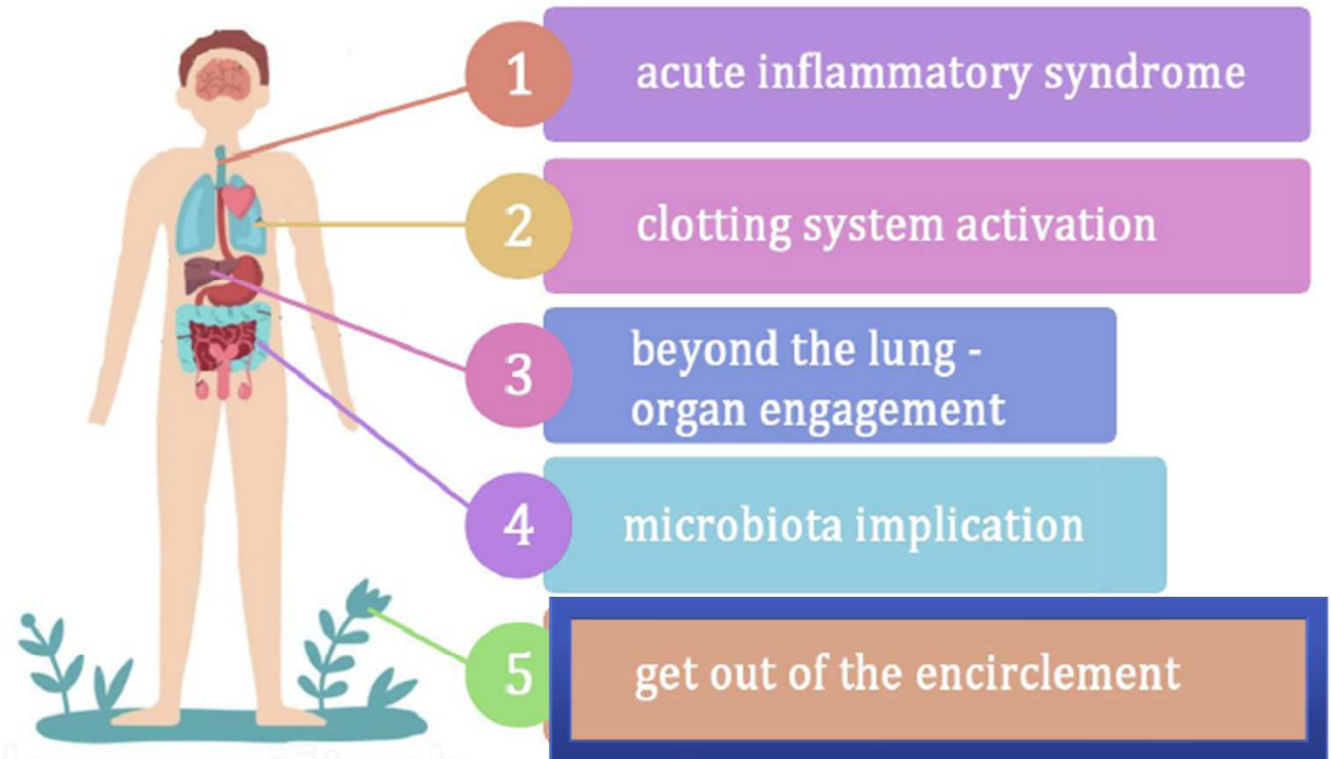 1 acute inflammatory syndrome
2 clotting system activation
3 beyond the lung -
organ engagement
4 microbiota implication
5 get out of the encirclement